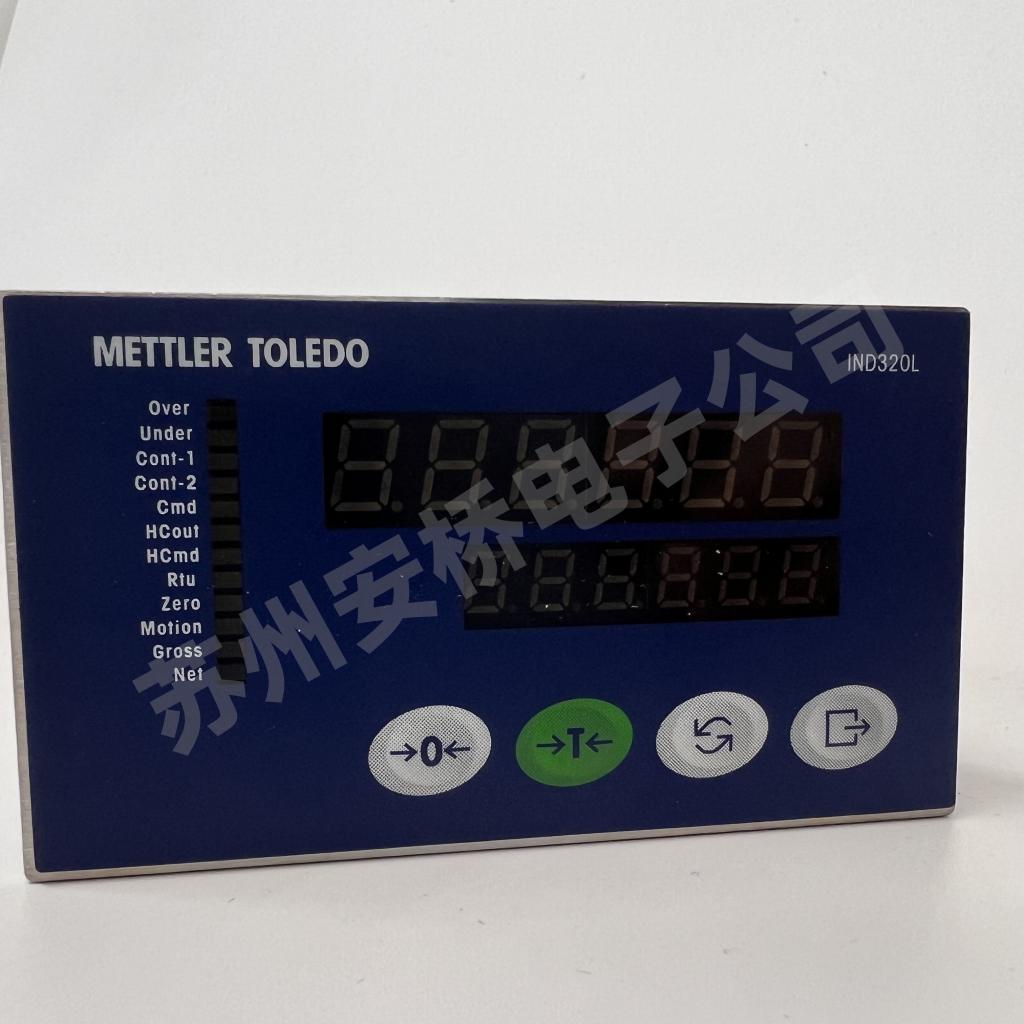 METTLER TOLEDO
IND320L
Over
Under
Cont-1
Cont-2
Cmd
HCout
HCmd
Rtu
Zero
Motion
Gross
Net
→0←
→T←
苏州安桥电子公司